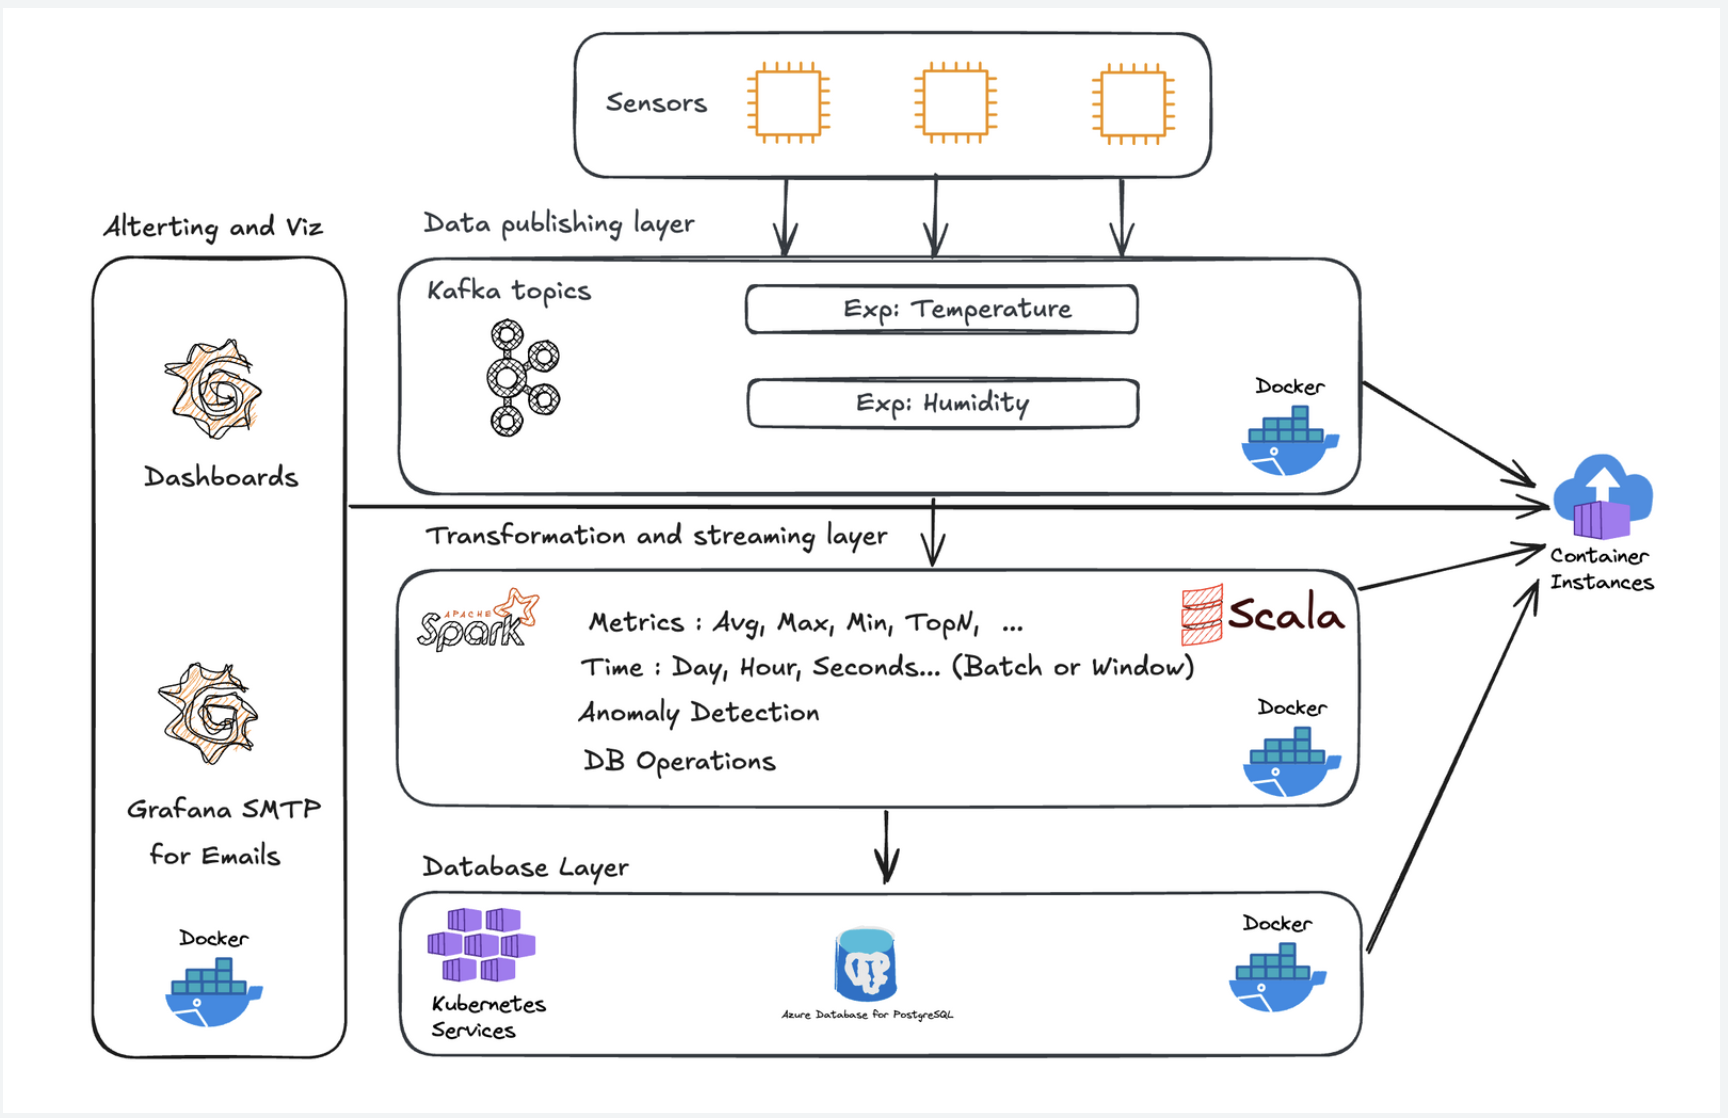 Sensors
Alterting and Viz
Data publishing layer
Kafka topics
Exp: Temperature
Exp: Humidity
Docker
Dashboards
Transformation and streaming layer
Container
Instances
APACHE
Spark
Metrics : Avg, Max, Min, TopN, ...
Scala
Time : Day, Hour, Seconds... (Batch or Window)
Anomaly Detection
Docker
DB Operations
Grafana SMTP
for Emails
Docker
Database Layer
Kubernetes
Services
Azure Database for PostgreSQL
Docker